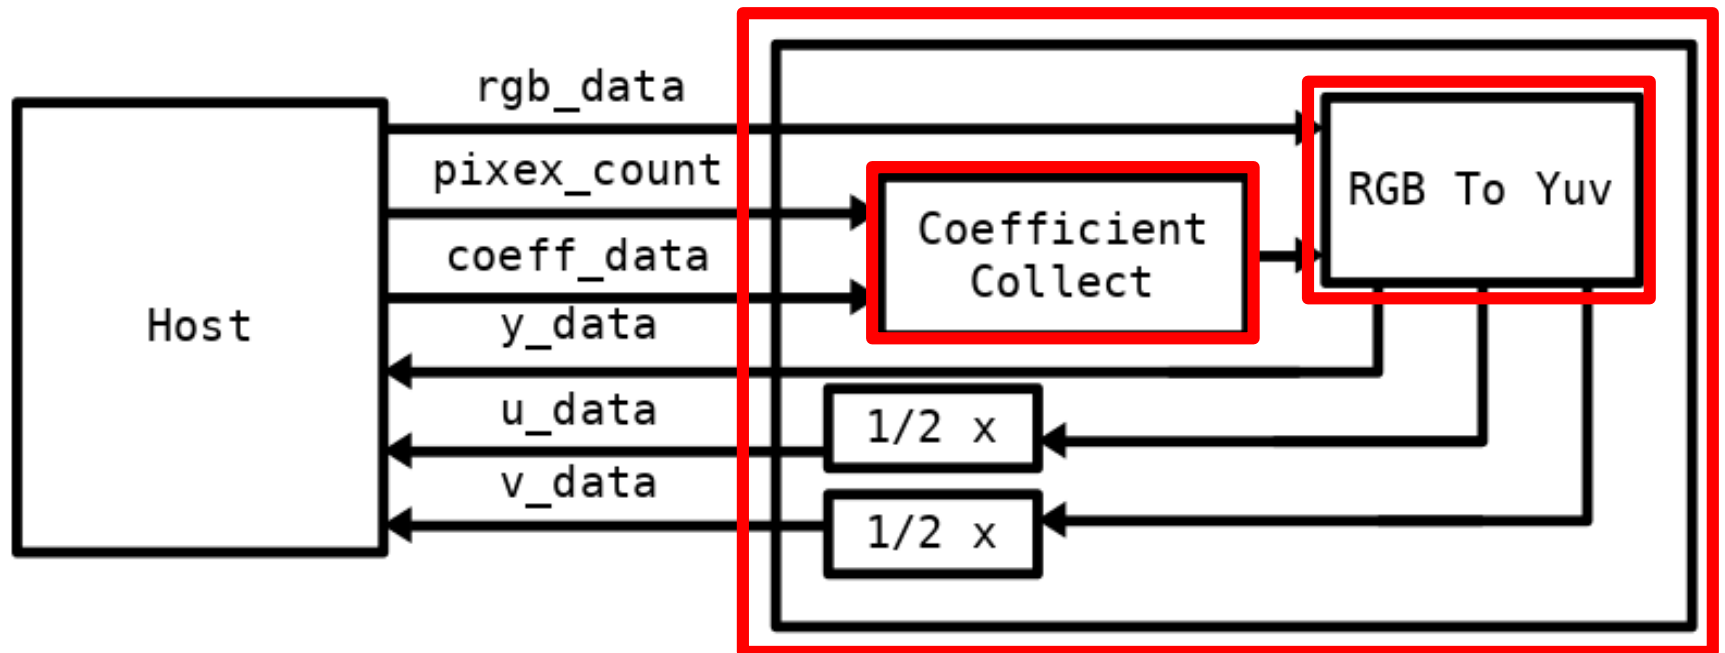 rgb_data
pixex_count
coeff_data
y_data
u_data
v_data
Host
Coefficient
Collect
RGB To Yuv
1/2 x
1/2 x